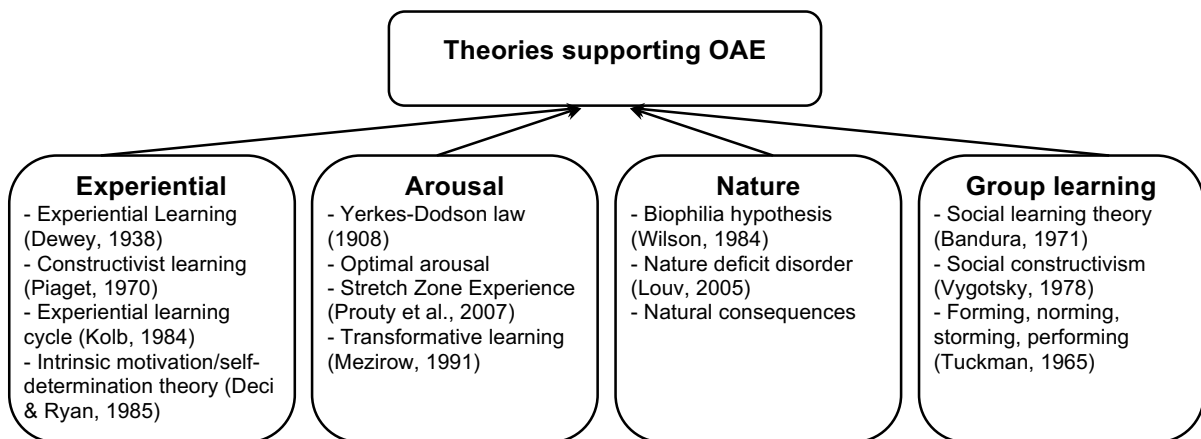 Theories supporting OAE
Experiential
- Experiential Learning
(Dewey, 1938)
- Constructivist learning
(Piaget, 1970)
- Experiential learning
cycle (Kolb, 1984)
- Intrinsic motivation/self-
determination theory (Deci
& Ryan, 1985)
Arousal
- Yerkes-Dodson law
(1908)
- Optimal arousal
- Stretch Zone Experience
(Prouty et al., 2007)
- Transformative learning
(Mezirow, 1991)
Nature
- Biophilia hypothesis
(Wilson, 1984)
- Nature deficit disorder
(Louv, 2005)
- Natural consequences
Group learning
- Social learning theory
(Bandura, 1971)
- Social constructivism
(Vygotsky, 1978)
- Forming, norming,
storming, performing
(Tuckman, 1965)